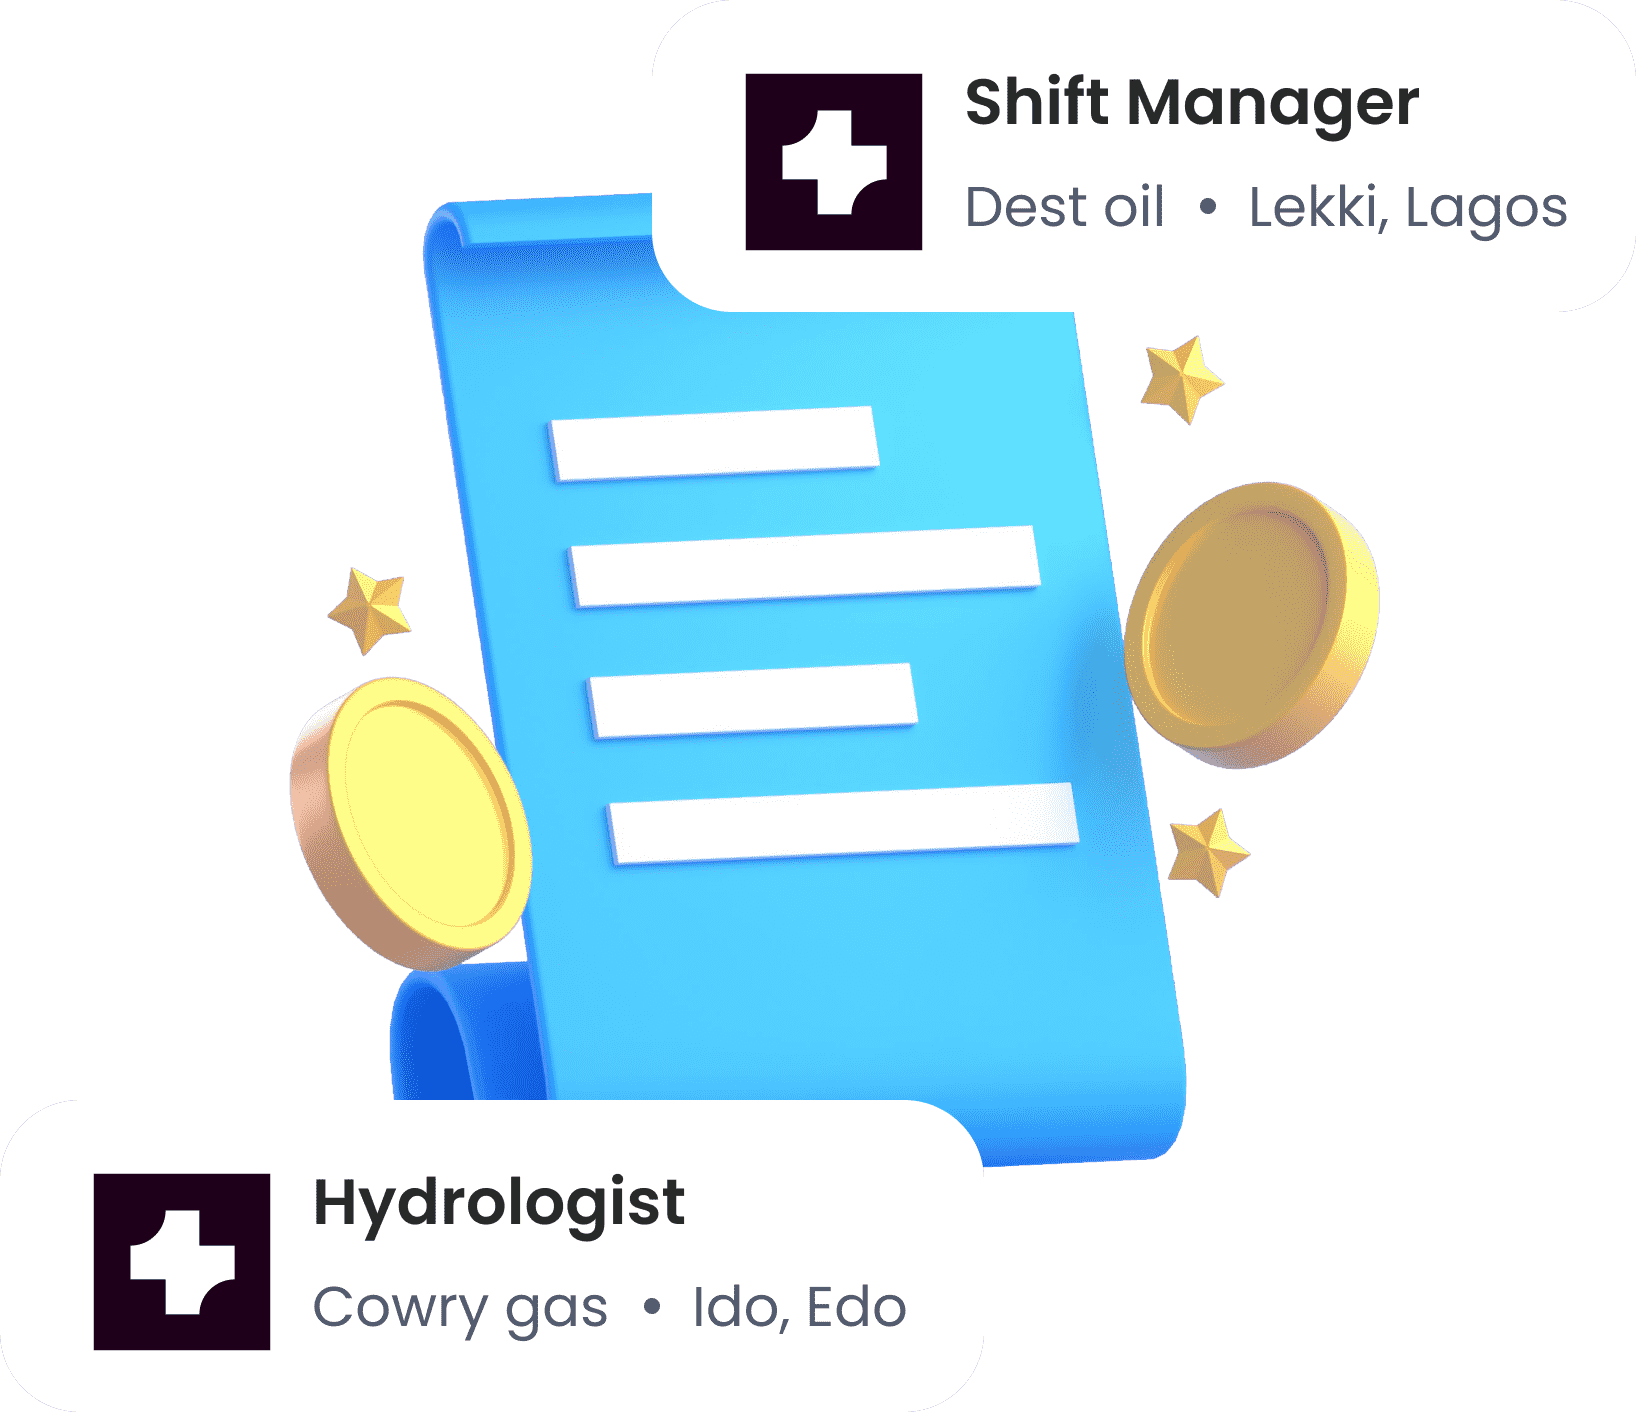 Shift Manager
Dest oil • Lekki, Lagos
Hydrologist
Cowry gas • Ido, Edo